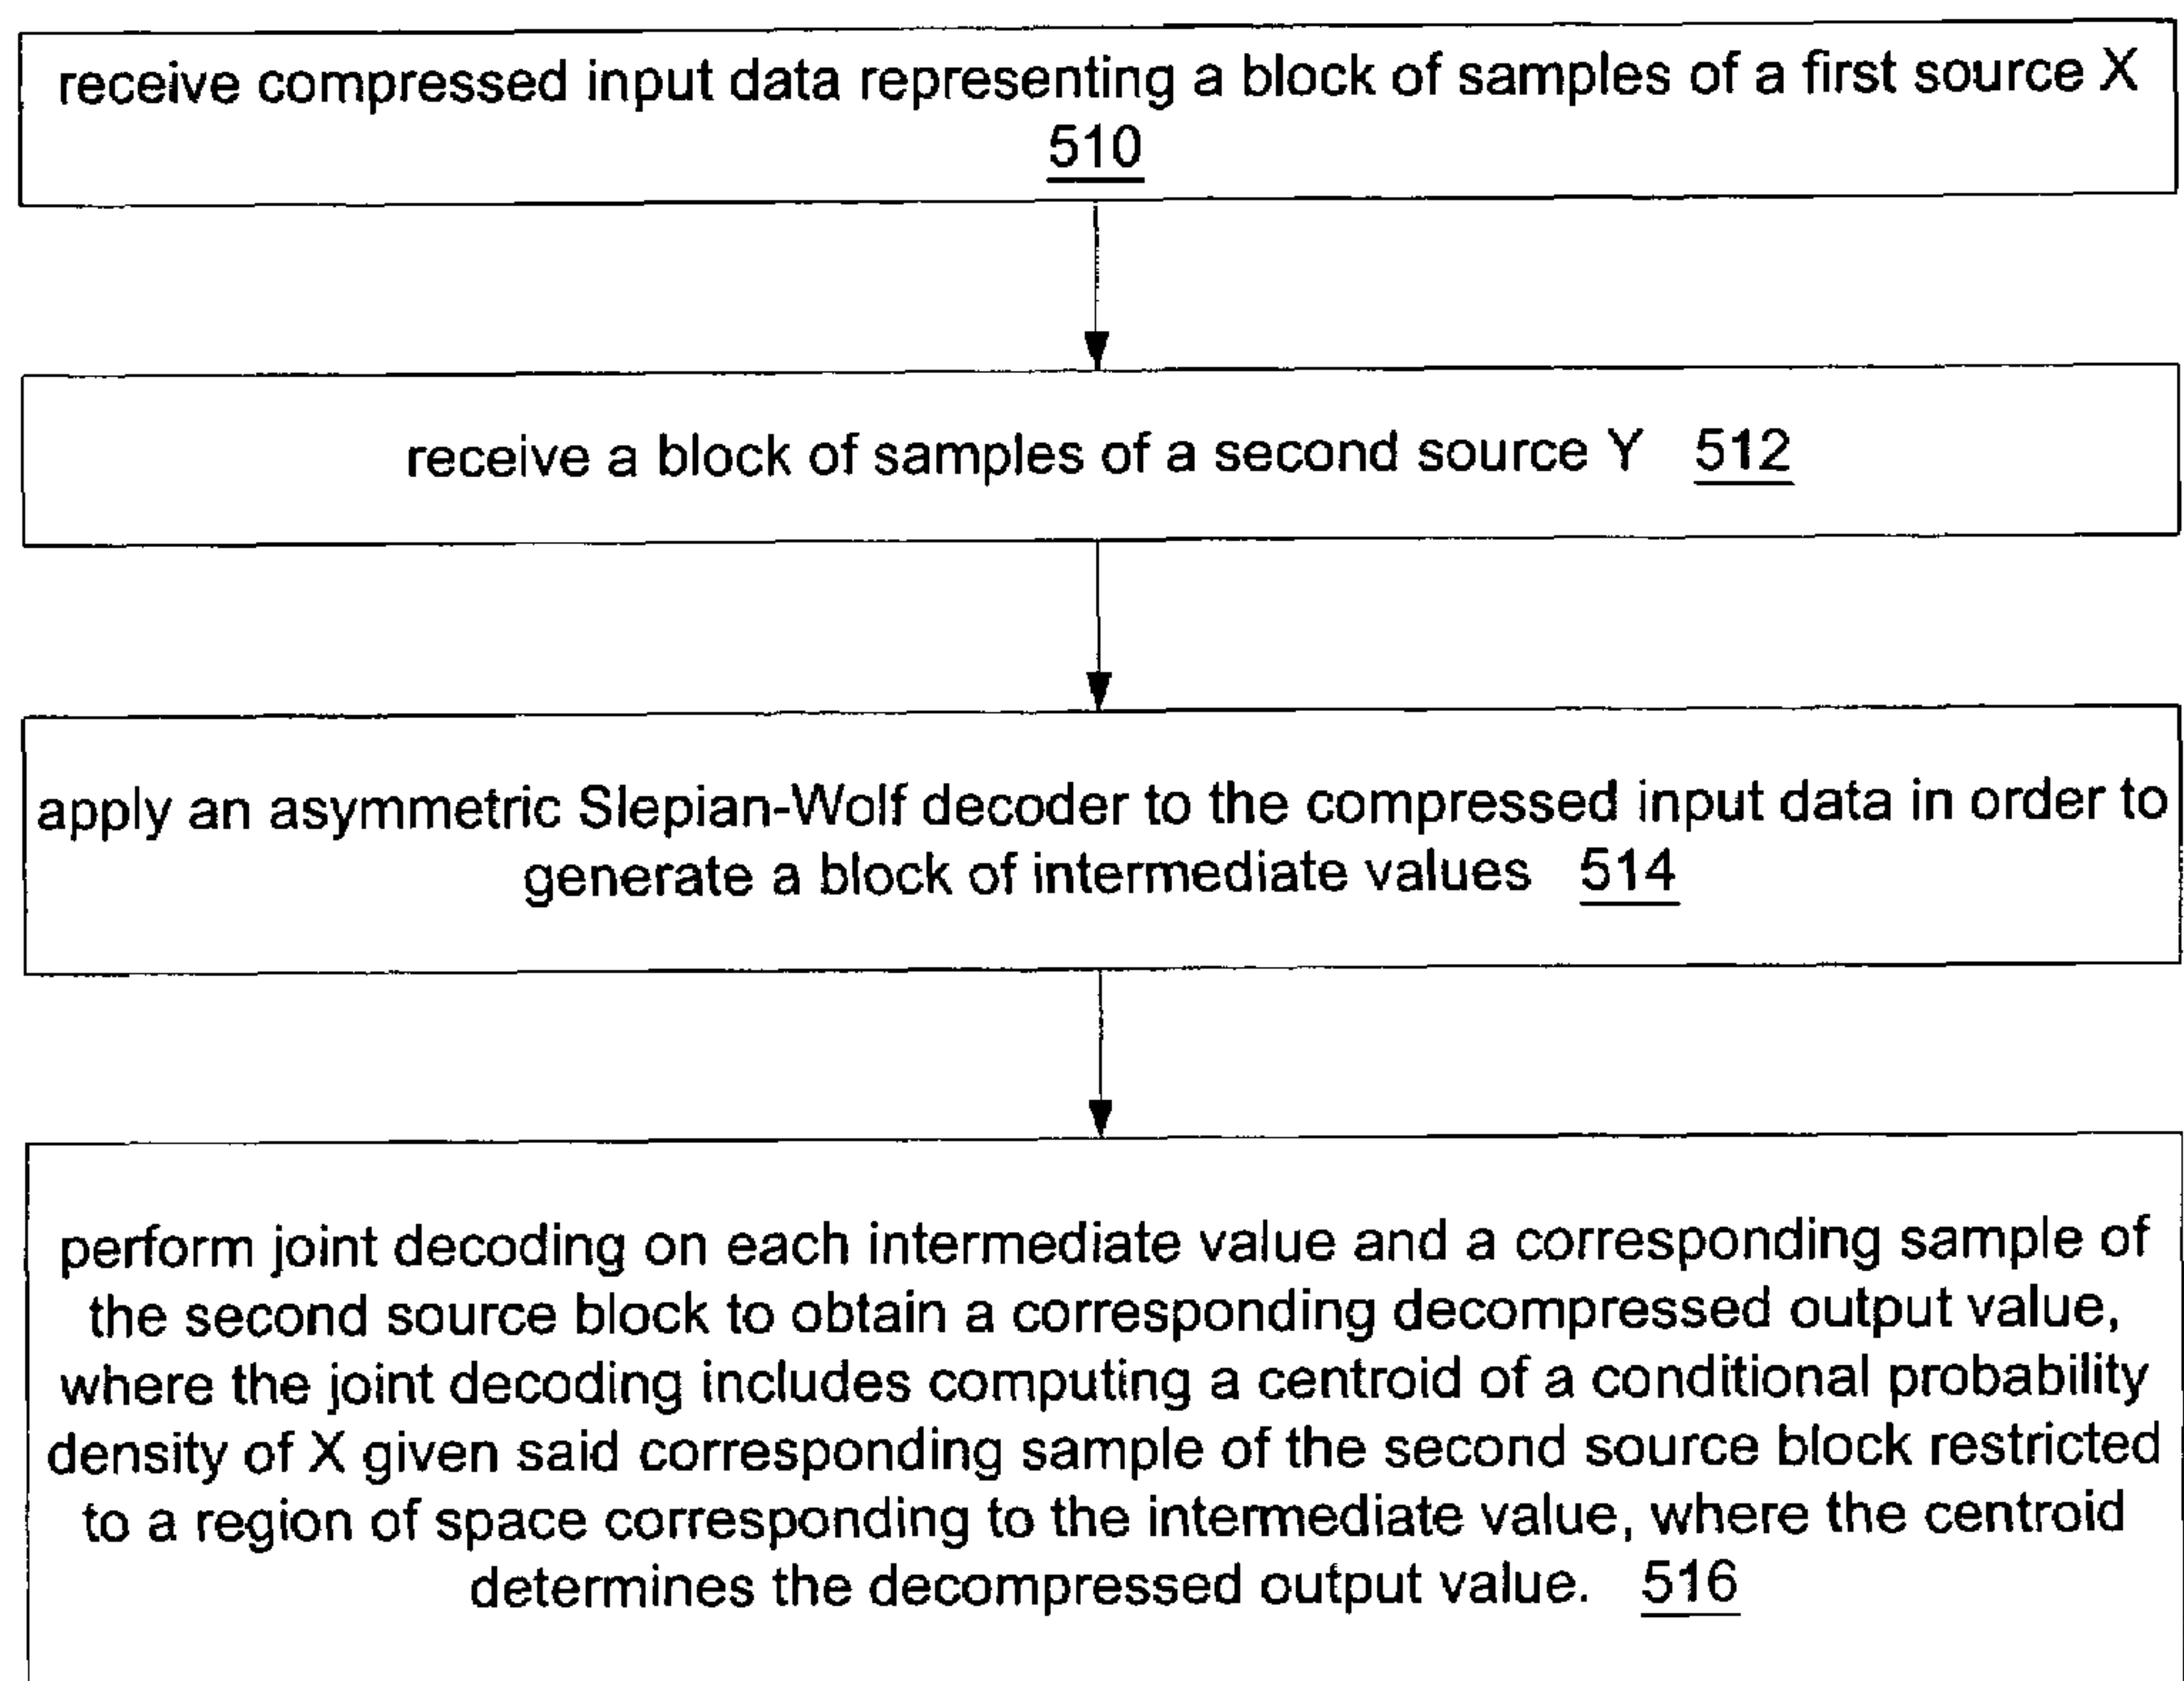 receive compressed input data representing a block of samples of a first source X
510
receive a block of samples of a second source Y 512
apply an asymmetric Slepian-Wolf decoder to the compressed input data in order to
generate a block of intermediate values 514
perform joint decoding on each intermediate value and a corresponding sample of
the second source block to obtain a corresponding decompressed output value,
where the joint decoding includes computing a centroid of a conditional probability
density of X given said corresponding sample of the second source block restricted
to a region of space corresponding to the intermediate value, where the centroid
determines the decompressed output value. 516